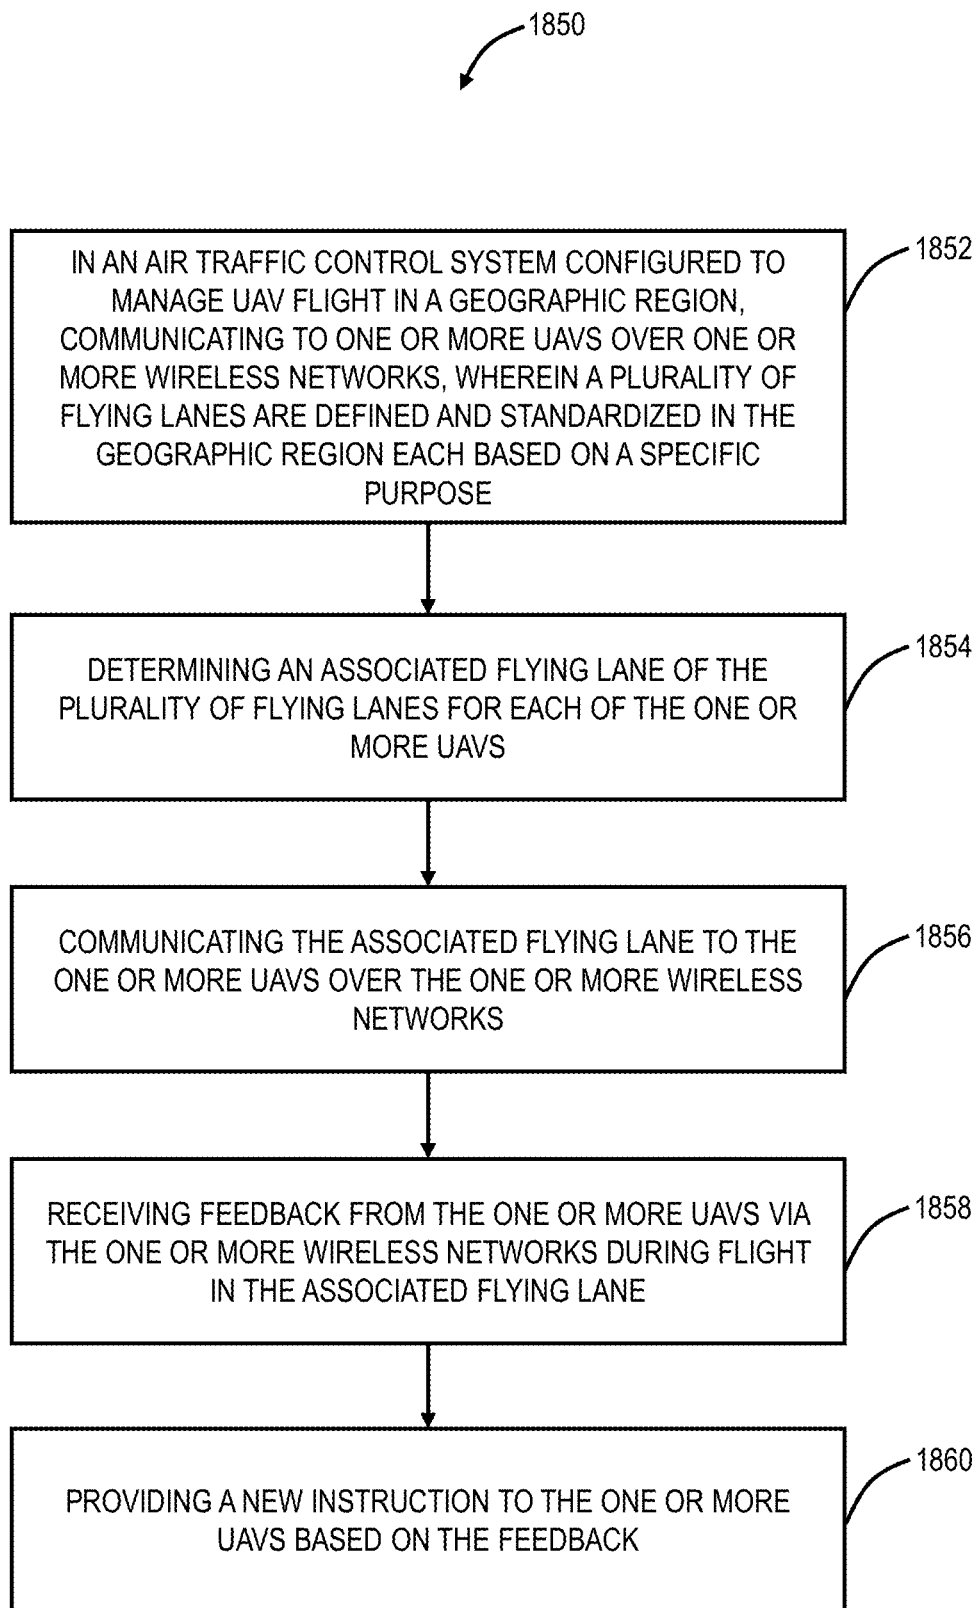 1850
IN AN AIR TRAFFIC CONTROL SYSTEM CONFIGURED TO
MANAGE UAV FLIGHT IN A GEOGRAPHIC REGION,
COMMUNICATING TO ONE OR MORE UAVS OVER ONE OR
MORE WIRELESS NETWORKS, WHEREIN A PLURALITY OF
FLYING LANES ARE DEFINED AND STANDARDIZED IN THE
GEOGRAPHIC REGION EACH BASED ON A SPECIFIC
PURPOSE
1852
DETERMINING AN ASSOCIATED FLYING LANE OF THE
PLURALITY OF FLYING LANES FOR EACH OF THE ONE OR
MORE UAVS
1854
COMMUNICATING THE ASSOCIATED FLYING LANE TO THE
ONE OR MORE UAVS OVER THE ONE OR MORE WIRELESS
NETWORKS
1856
RECEIVING FEEDBACK FROM THE ONE OR MORE UAVS VIA
THE ONE OR MORE WIRELESS NETWORKS DURING FLIGHT
IN THE ASSOCIATED FLYING LANE
1858
PROVIDING A NEW INSTRUCTION TO THE ONE OR MORE
UAVS BASED ON THE FEEDBACK
1860